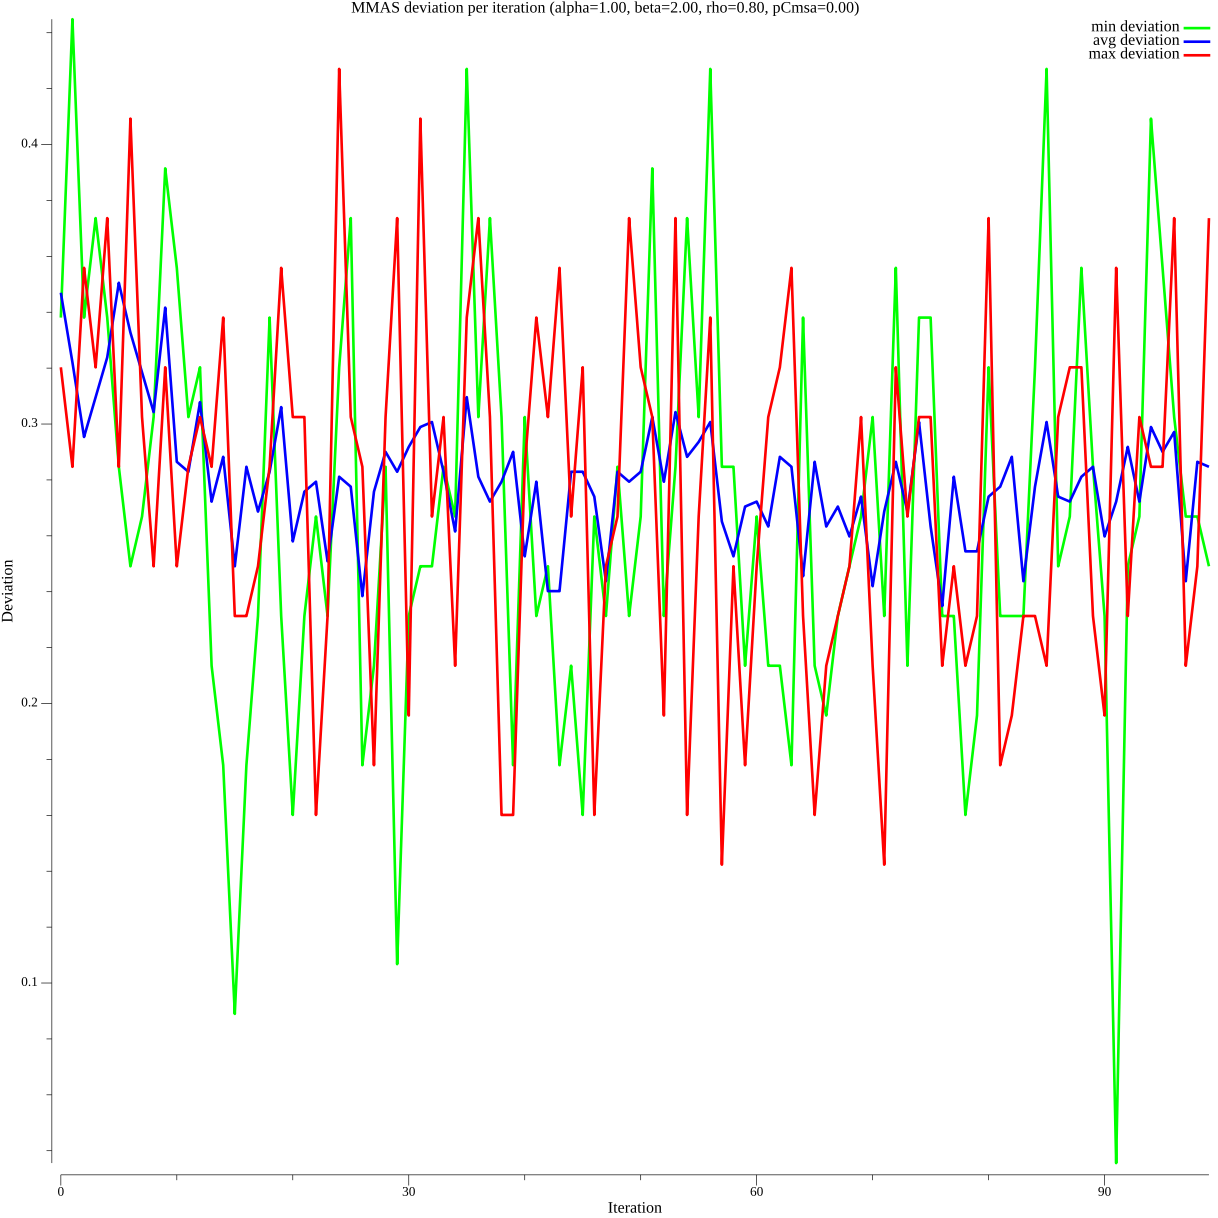 MMAS deviation per iteration (alpha=1.00, beta=2.00, rho=0.80, pCmsa=0.00)
min deviation
avg deviation
max deviation
0.4
0.3
0.2
0.1
Deviation
0
30
60
90
Iteration